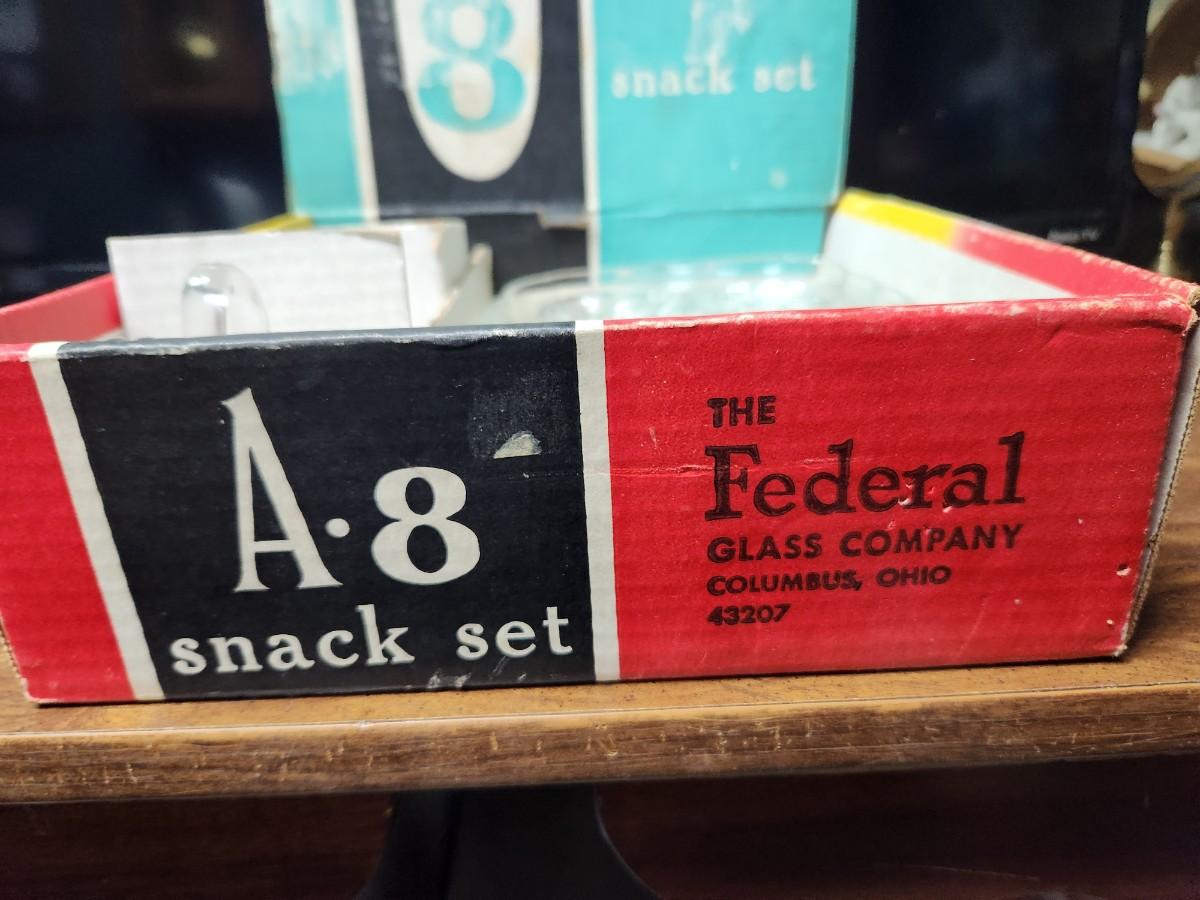 8
snack set
A·8
snack set
THE
Federal
GLASS COMPANY
COLUMBUS, OHIO
43207